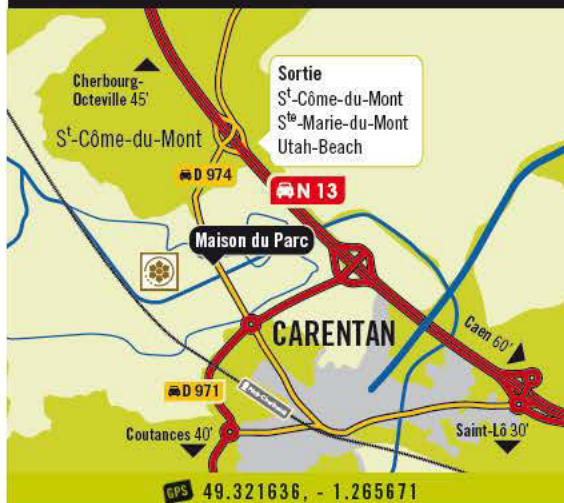 Cherbourg-
Octeville 45'
Sortie
Sᵗ-Côme-du-Mont
Sᵗᵉ-Marie-du-Mont
Utah-Beach
Sᵗ-Côme-du-Mont
D 974
N 13
Maison du Parc
CARENTAN
Caen 60'
D 971
Coutances 40'
Saint-Lô 30'
GPS 49.321636, - 1.265671